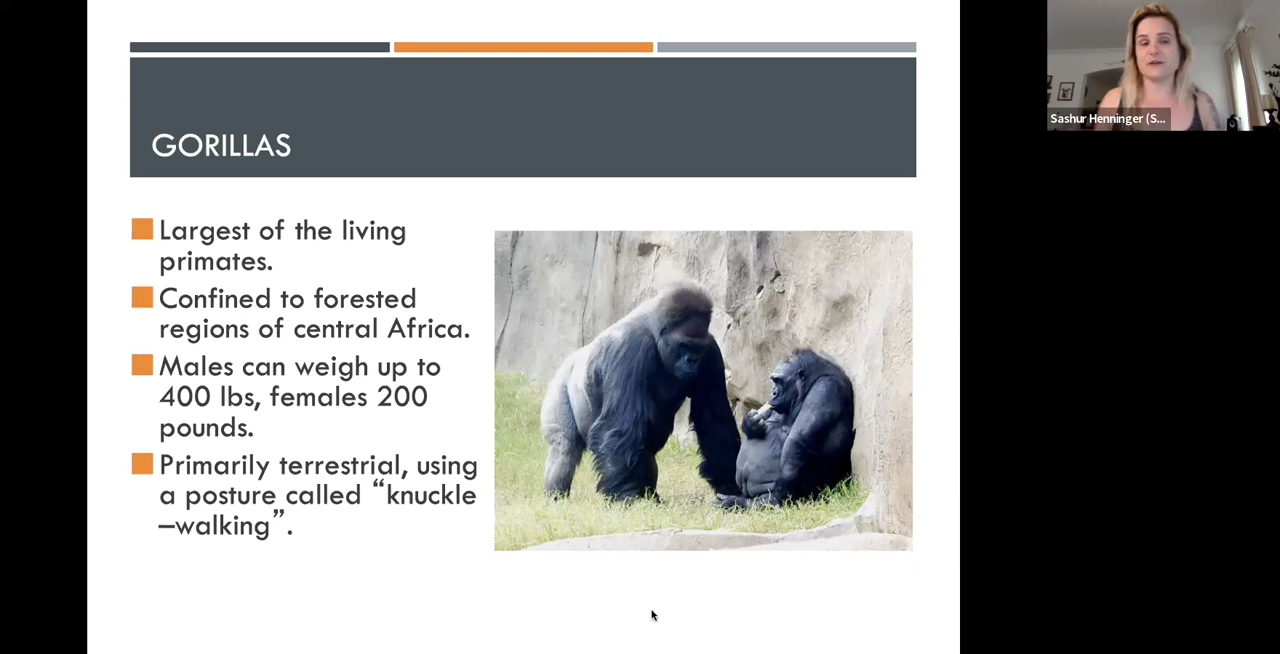 GORILLAS
Largest of the living
primates.
Confined to forested
regions of central Africa.
Males can weigh up to
400 lbs, females 200
pounds.
Primarily terrestrial, using
a posture called “knuckle
–walking”.
Sashur Henninger (S...